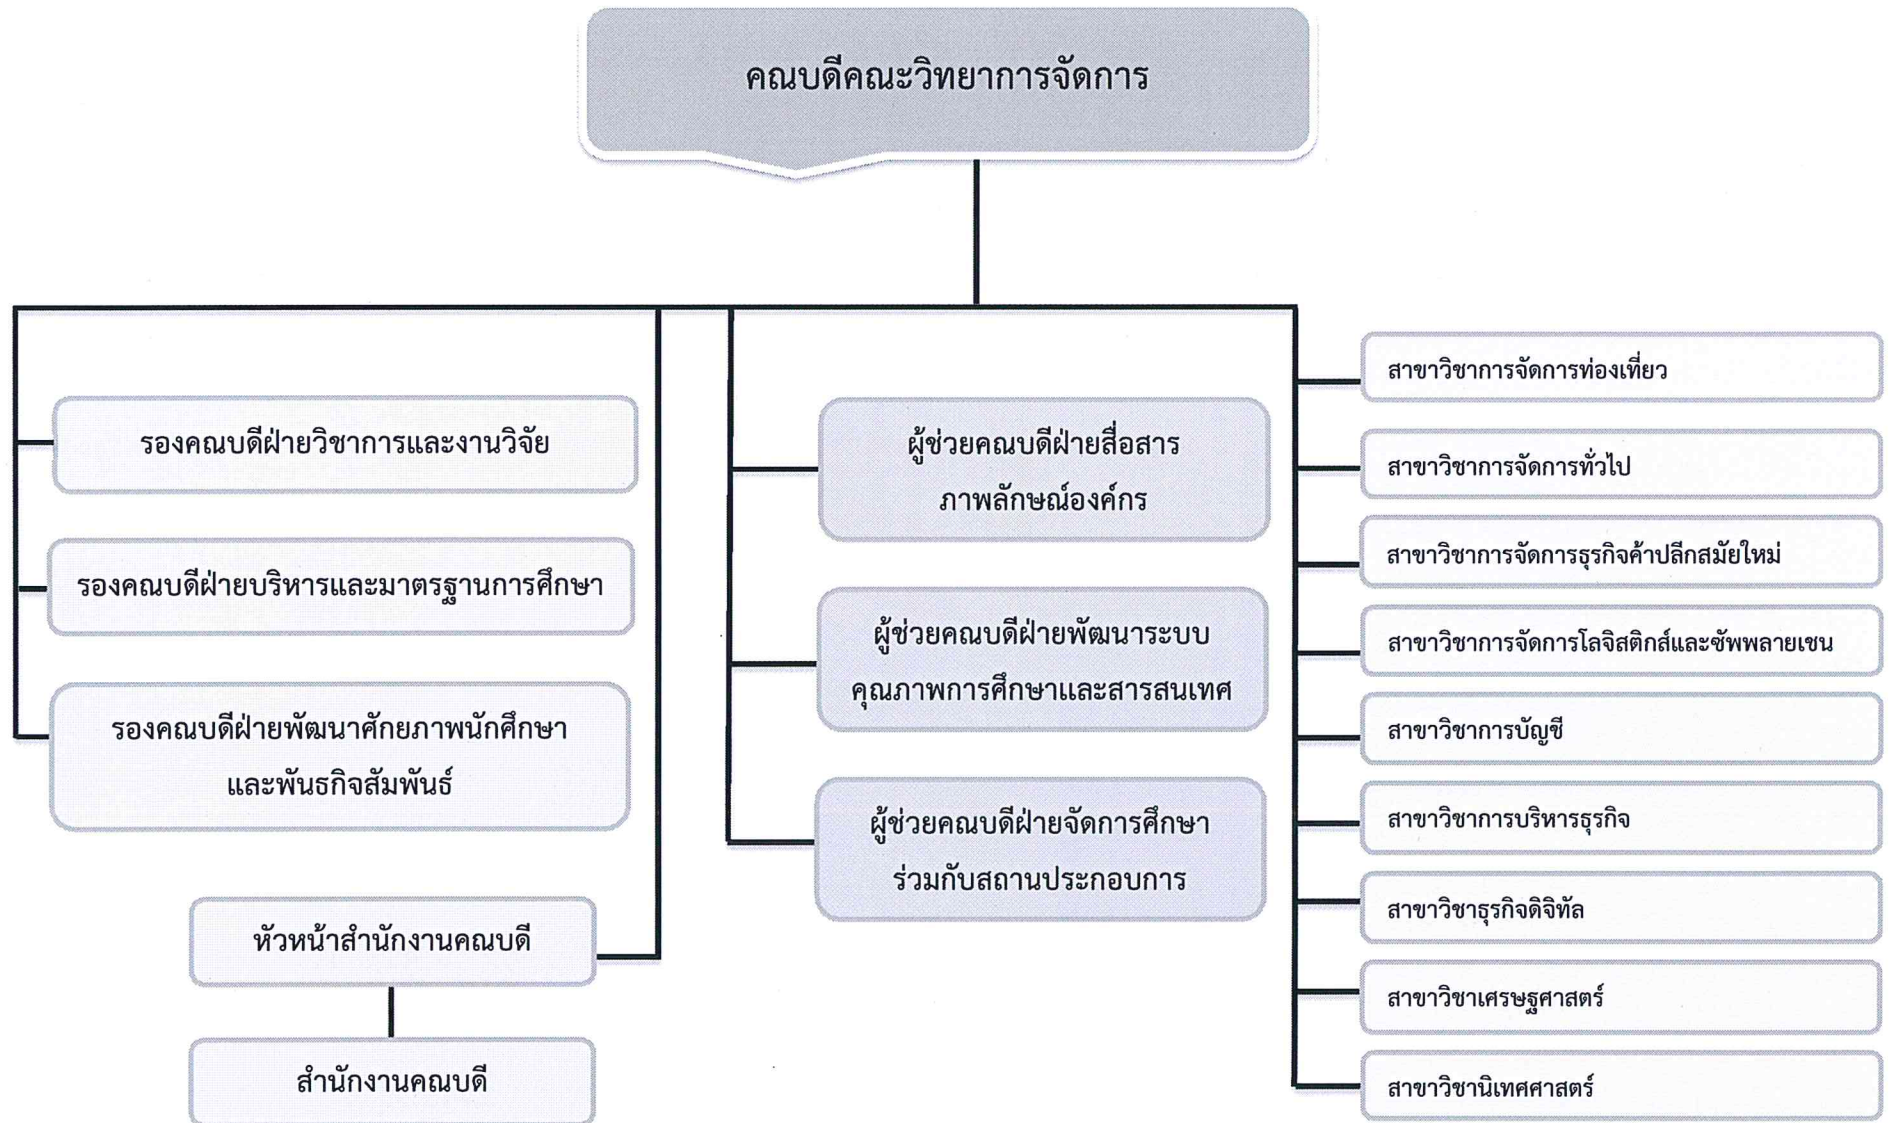 คณบดีคณะวิทยาการจัดการ
รองคณบดีฝ่ายวิชาการและงานวิจัย
รองคณบดีฝ่ายบริหารและมาตรฐานการศึกษา
รองคณบดีฝ่ายพัฒนาศักยภาพนักศึกษา
และพันธกิจสัมพันธ์
หัวหน้าสำนักงานคณบดี
สำนักงานคณบดี
ผู้ช่วยคณบดีฝ่ายสื่อสาร
ภาพลักษณ์องค์กร
ผู้ช่วยคณบดีฝ่ายพัฒนาระบบ
คุณภาพการศึกษาและสารสนเทศ
ผู้ช่วยคณบดีฝ่ายจัดการศึกษา
ร่วมกับสถานประกอบการ
สาขาวิชาการจัดการท่องเที่ยว
สาขาวิชาการจัดการทั่วไป
สาขาวิชาการจัดการธุรกิจค้าปลีกสมัยใหม่
สาขาวิชาการจัดการโลจิสติกส์และซัพพลายเชน
สาขาวิชาการบัญชี
สาขาวิชาการบริหารธุรกิจ
สาขาวิชาธุรกิจดิจิทัล
สาขาวิชาเศรษฐศาสตร์
สาขาวิชานิเทศศาสตร์